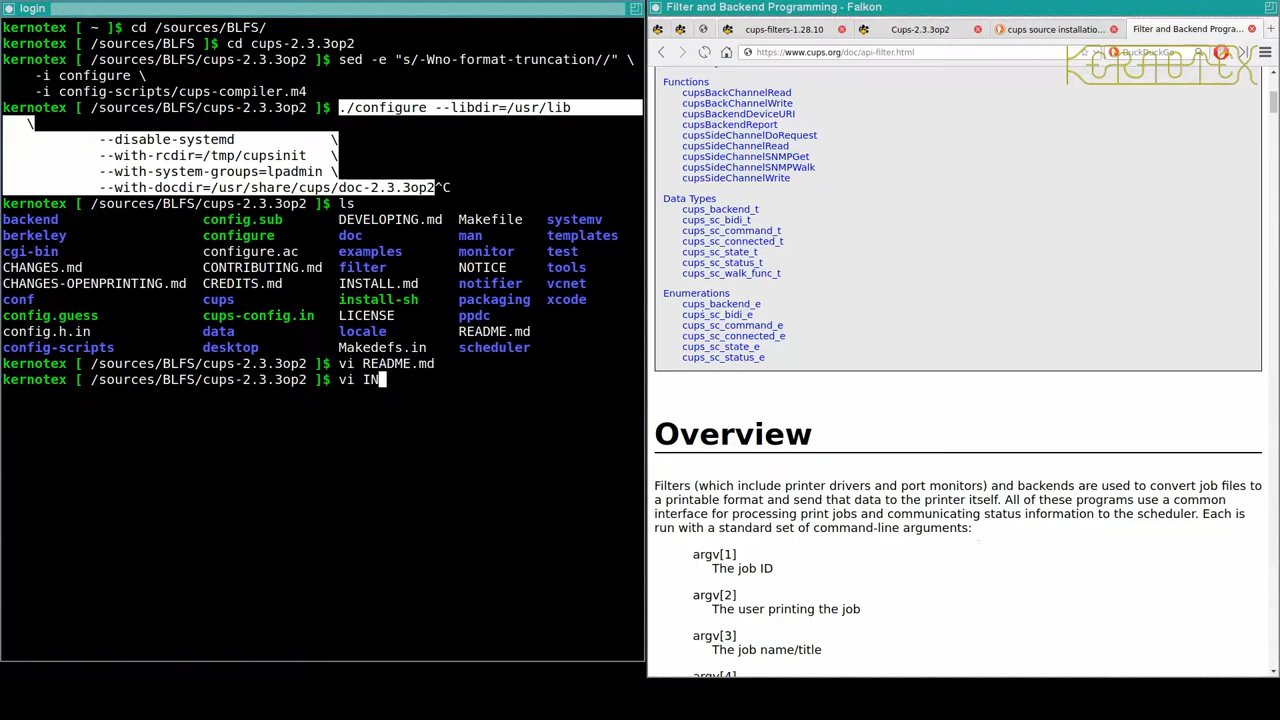 login
kernotex [ ~ ]$ cd /sources/BLFS/
kernotex [ /sources/BLFS ]$ cd cups-2.3.3op2
kernotex [ /sources/BLFS/cups-2.3.3op2 ]$ sed -e "s/-Wno-format-truncation//" \
-i configure \
-i config-scripts/cups-compiler.m4
kernotex [ /sources/BLFS/cups-2.3.3op2 ]$ ./configure --libdir=/usr/lib
\
--disable-systemd \
--with-rcdir=/tmp/cupsinit \
--with-system-groups=lpadmin \
--with-docdir=/usr/share/cups/doc-2.3.3op2^C
kernotex [ /sources/BLFS/cups-2.3.3op2 ]$ ls
backend config.sub DEVELOPING.md Makefile systemv
berkeley configure doc man templates
cgi-bin configure.ac examples monitor test
CHANGES.md CONTRIBUTING.md filter NOTICE tools
CHANGES-OPENPRINTING.md CREDITS.md INSTALL.md notifier vcnet
conf cups install-sh packaging xcode
config.guess cups-config.in LICENSE ppdc
config.h.in data locale README.md
config-scripts desktop Makedefs.in scheduler
kernotex [ /sources/BLFS/cups-2.3.3op2 ]$ vi README.md
kernotex [ /sources/BLFS/cups-2.3.3op2 ]$ vi IN
Filter and Backend Programming - Falkon
cups-filters-1.28.10 Cups-2.3.3op2 cups source installatio... Filter and Backend Progra...
https://www.cups.org/doc/api-filter.html DuckDuckGo
KERNOTEX
Functions
cupsBackChannelRead
cupsBackChannelWrite
cupsBackendDeviceURI
cupsBackendReport
cupsSideChannelDoRequest
cupsSideChannelRead
cupsSideChannelSNMPGet
cupsSideChannelSNMPWalk
cupsSideChannelWrite
Data Types
cups_backend_t
cups_sc_bidi_t
cups_sc_command_t
cups_sc_connected_t
cups_sc_state_t
cups_sc_status_t
cups_sc_walk_func_t
Enumerations
cups_backend_e
cups_sc_bidi_e
cups_sc_command_e
cups_sc_connected_e
cups_sc_state_e
cups_sc_status_e
Overview
Filters (which include printer drivers and port monitors) and backends are used to convert job files to
a printable format and send that data to the printer itself. All of these programs use a common
interface for processing print jobs and communicating status information to the scheduler. Each is
run with a standard set of command-line arguments:
argv[1]
The job ID
argv[2]
The user printing the job
argv[3]
The job name/title
argv[4]